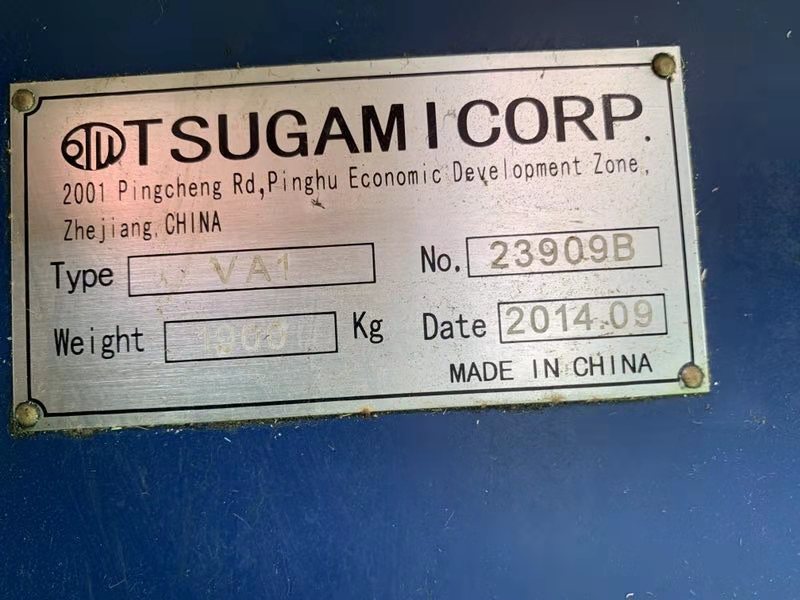 TSUGAMI CORP.
2001 Pingcheng Rd,Pinghu Economic Development Zone,
Zhejiang,CHINA
Type VA1 No. 23909B
Weight Kg Date 2014.09
MADE IN CHINA